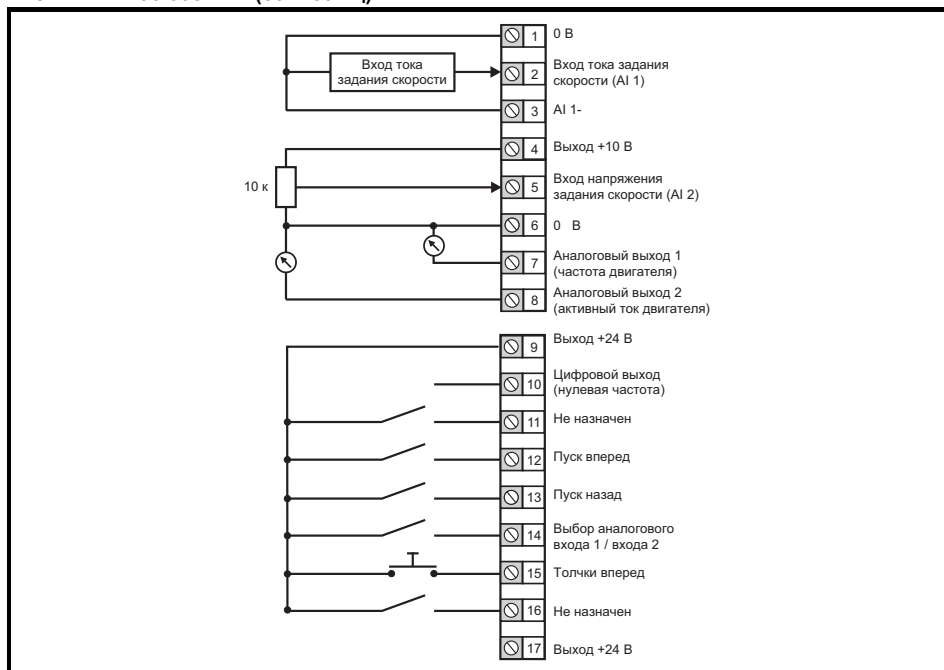 1 0 В
Вход тока
задания скорости
2 Вход тока задания
скорости (AI 1)
3 AI 1-
4 Выход +10 В
10 к
5 Вход напряжения
задания скорости (AI 2)
6 0 В
7 Аналоговый выход 1
(частота двигателя)
8 Аналоговый выход 2
(активный ток двигателя)
9 Выход +24 В
10 Цифровой выход
(нулевая частота)
11 Не назначен
12 Пуск вперед
13 Пуск назад
14 Выбор аналогового
входа 1 / входа 2
15 Толчки вперед
16 Не назначен
17 Выход +24 В